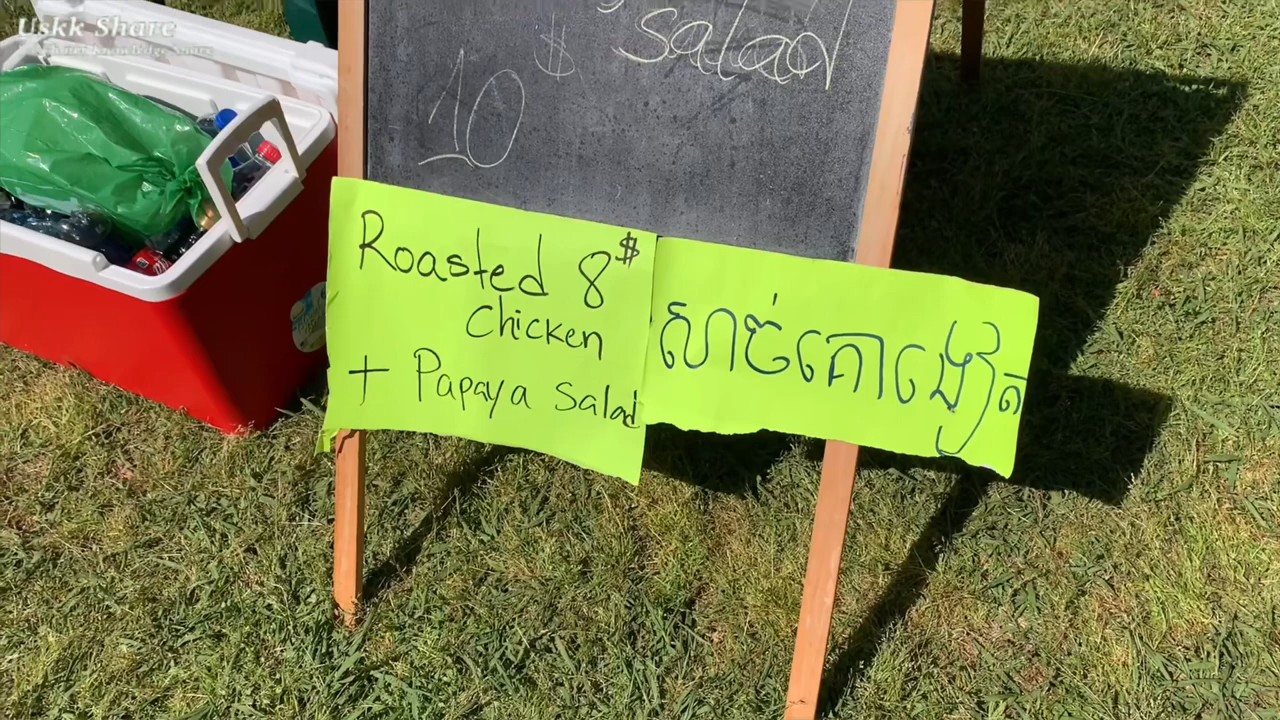 Uskk Share
salad
10 $
Roasted 8$
chicken
+ Papaya Salad
សាច់គោងៀត